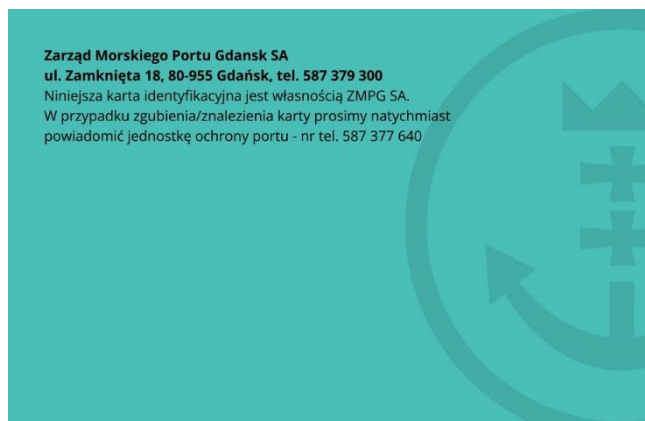 Zarząd Morskiego Portu Gdansk SA
ul. Zamknięta 18, 80-955 Gdańsk, tel. 587 379 300
Niniejsza karta identyfikacyjna jest własnością ZMPG SA.
W przypadku zgubienia/znalezienia karty prosimy natychmiast
powiadomić jednostkę ochrony portu - nr tel. 587 377 640